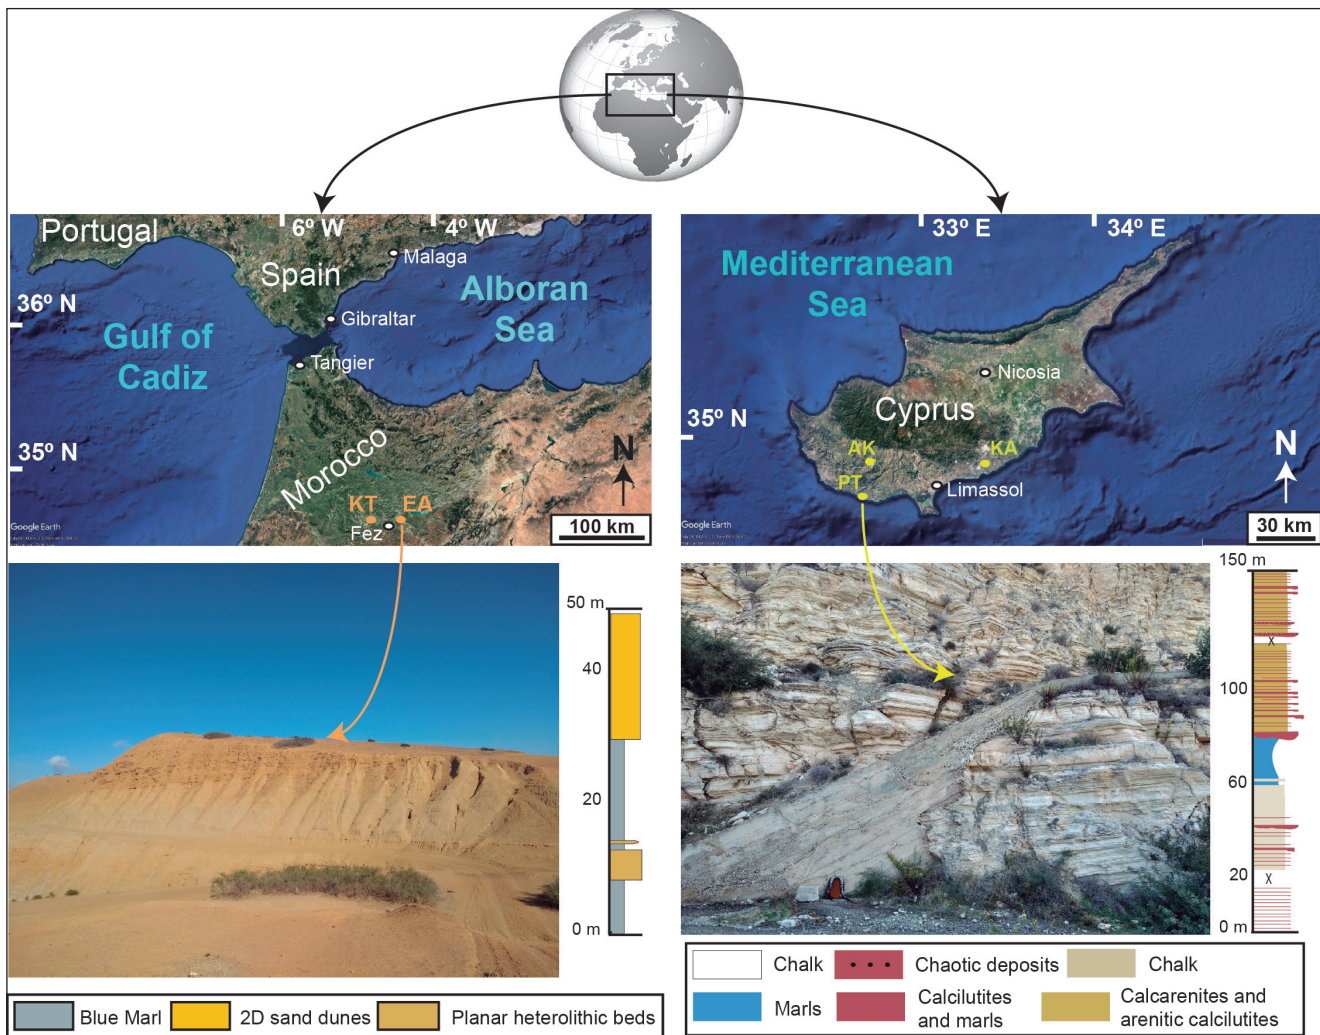 Portugal
6º W
4º W
Malaga
Spain
36º N
Alboran
Sea
Gibraltar
Gulf of
Cadiz
Tangier
35º N
Morocco
N
KT
EA
Fez
Google Earth
100 km
33º E
34º E
Mediterranean
Sea
Nicosia
Cyprus
35º N
AK
KA
N
PT
Limassol
Google Earth
30 km
50 m
40
20
0 m
150 m
X
100
60
20
X
0 m
Blue Marl
2D sand dunes
Planar heterolithic beds
Chalk
Chaotic deposits
Chalk
Marls
Calcilutites
and marls
Calcarenites and
arenitic calcilutites